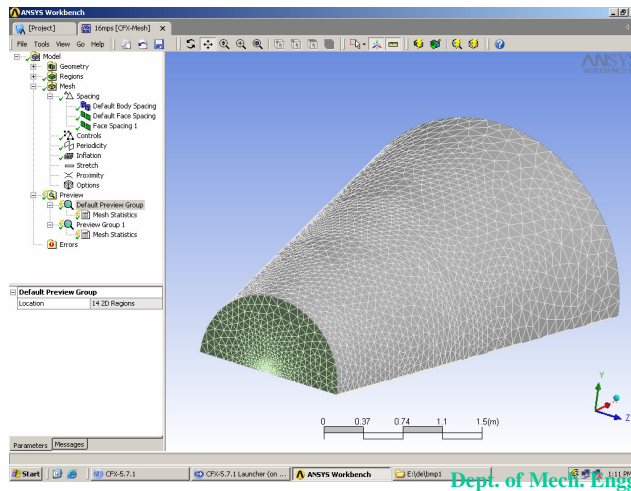 ANSYS Workbench
[Project] 16mps [CFX-Mesh]
File Tools View Go Help
Model
Geometry
Regions
Mesh
Spacing
Default Body Spacing
Default Face Spacing
Face Spacing 1
Controls
Periodicity
Inflation
Stretch
Proximity
Options
Preview
Default Preview Group
Mesh Statistics
Preview Group 1
Mesh Statistics
Errors
ANSYS
Default Preview Group
Location 14 2D Regions
Y
Z
0 0.37 0.74 1.1 1.5(m)
Parameters Messages
Start CFX-5.7.1 CFX-5.7.1 Launcher (on ... ANSYS Workbench E:\del\bmp1 1:11 PM
Dept. of Mech. Engg